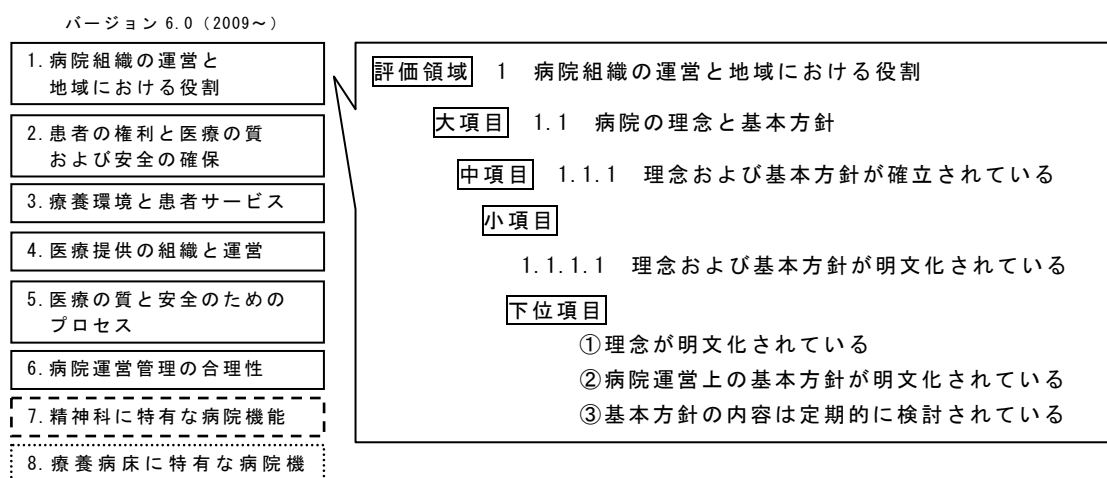 バージョン 6.0（2009～）
1. 病院組織の運営と
地域における役割
2. 患者の権利と医療の質
および安全の確保
3. 療養環境と患者サービス
4. 医療提供の組織と運営
5. 医療の質と安全のための
プロセス
6. 病院運営管理の合理性
7. 精神科に特有な病院機能
8. 療養病床に特有な病院機
評価領域 1 病院組織の運営と地域における役割
大項目 1.1 病院の理念と基本方針
中項目 1.1.1 理念および基本方針が確立されている
小項目
1.1.1.1 理念および基本方針が明文化されている
下位項目
①理念が明文化されている
②病院運営上の基本方針が明文化されている
③基本方針の内容は定期的に検討されている